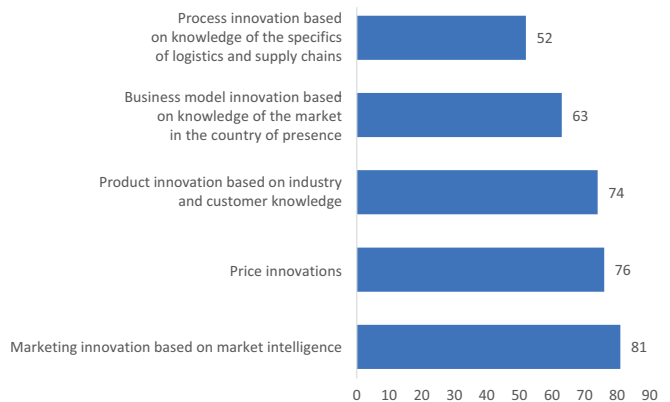 Process innovation based
on knowledge of the specifics
of logistics and supply chains
52
Business model innovation based
on knowledge of the market
in the country of presence
63
Product innovation based on industry
and customer knowledge
74
Price innovations
76
Marketing innovation based on market intelligence
81
0 10 20 30 40 50 60 70 80 90